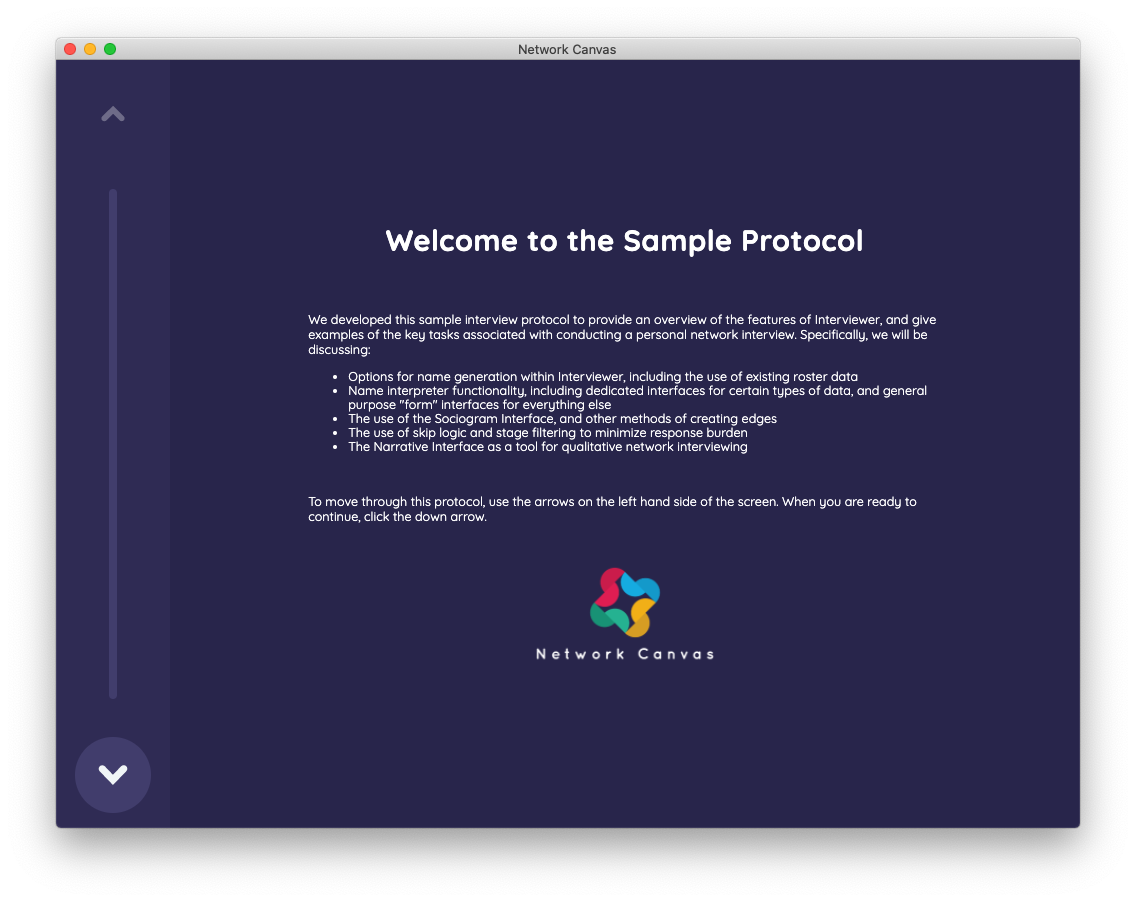 Network Canvas
Welcome to the Sample Protocol
We developed this sample interview protocol to provide an overview of the features of Interviewer, and give
examples of the key tasks associated with conducting a personal network interview. Specifically, we will be
discussing:
• Options for name generation within Interviewer, including the use of existing roster data
• Name interpreter functionality, including dedicated interfaces for certain types of data, and general
purpose "form" interfaces for everything else
• The use of the Sociogram Interface, and other methods of creating edges
• The use of skip logic and stage filtering to minimize response burden
• The Narrative Interface as a tool for qualitative network interviewing
To move through this protocol, use the arrows on the left hand side of the screen. When you are ready to
continue, click the down arrow.
Network Canvas